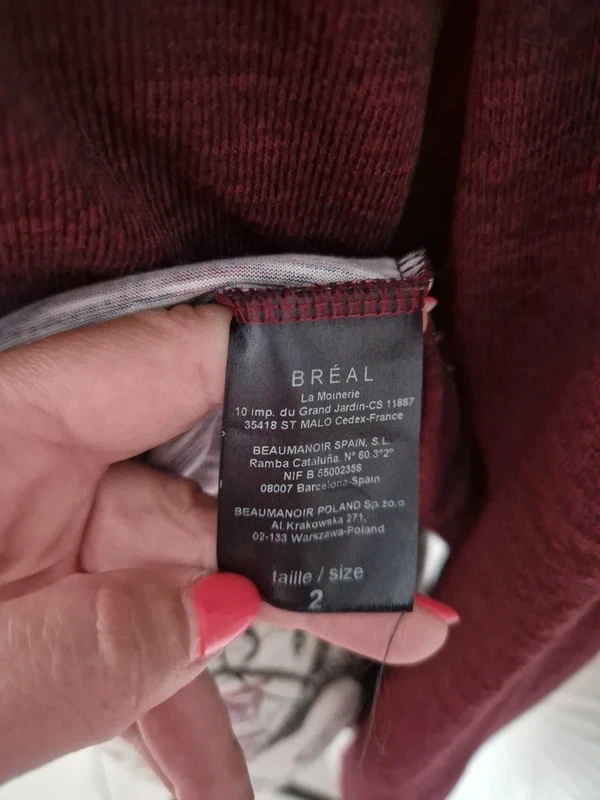 BRÉAL
La Moinerie
10 imp. du Grand Jardin-CS 11887
35418 ST MALO Cedex-France
BEAUMANOIR SPAIN, S.L.
Ramba Cataluña. Nº 60.3º2º
NIF B 55002356
08007 Barcelona-Spain
BEAUMANOIR POLAND Sp.zo.o
Al.Krakowska 271,
02-133 Warszawa-Poland
taille / size
2